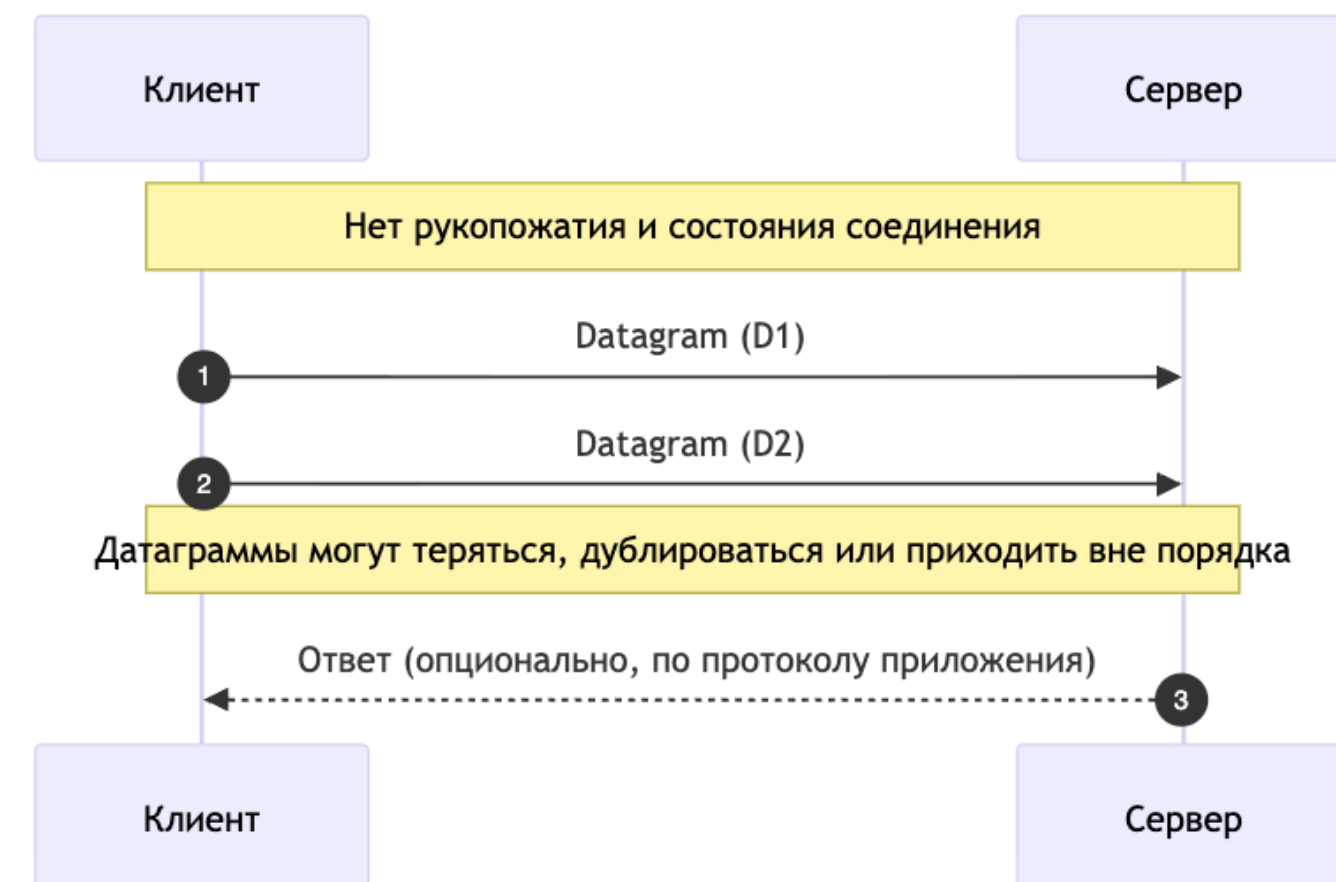 Клиент
Сервер
Нет рукопожатия и состояния соединения
Datagram (D1)
1
Datagram (D2)
2
Датаграммы могут теряться, дублироваться или приходить вне порядка
Ответ (опционально, по протоколу приложения)
3
Клиент
Сервер